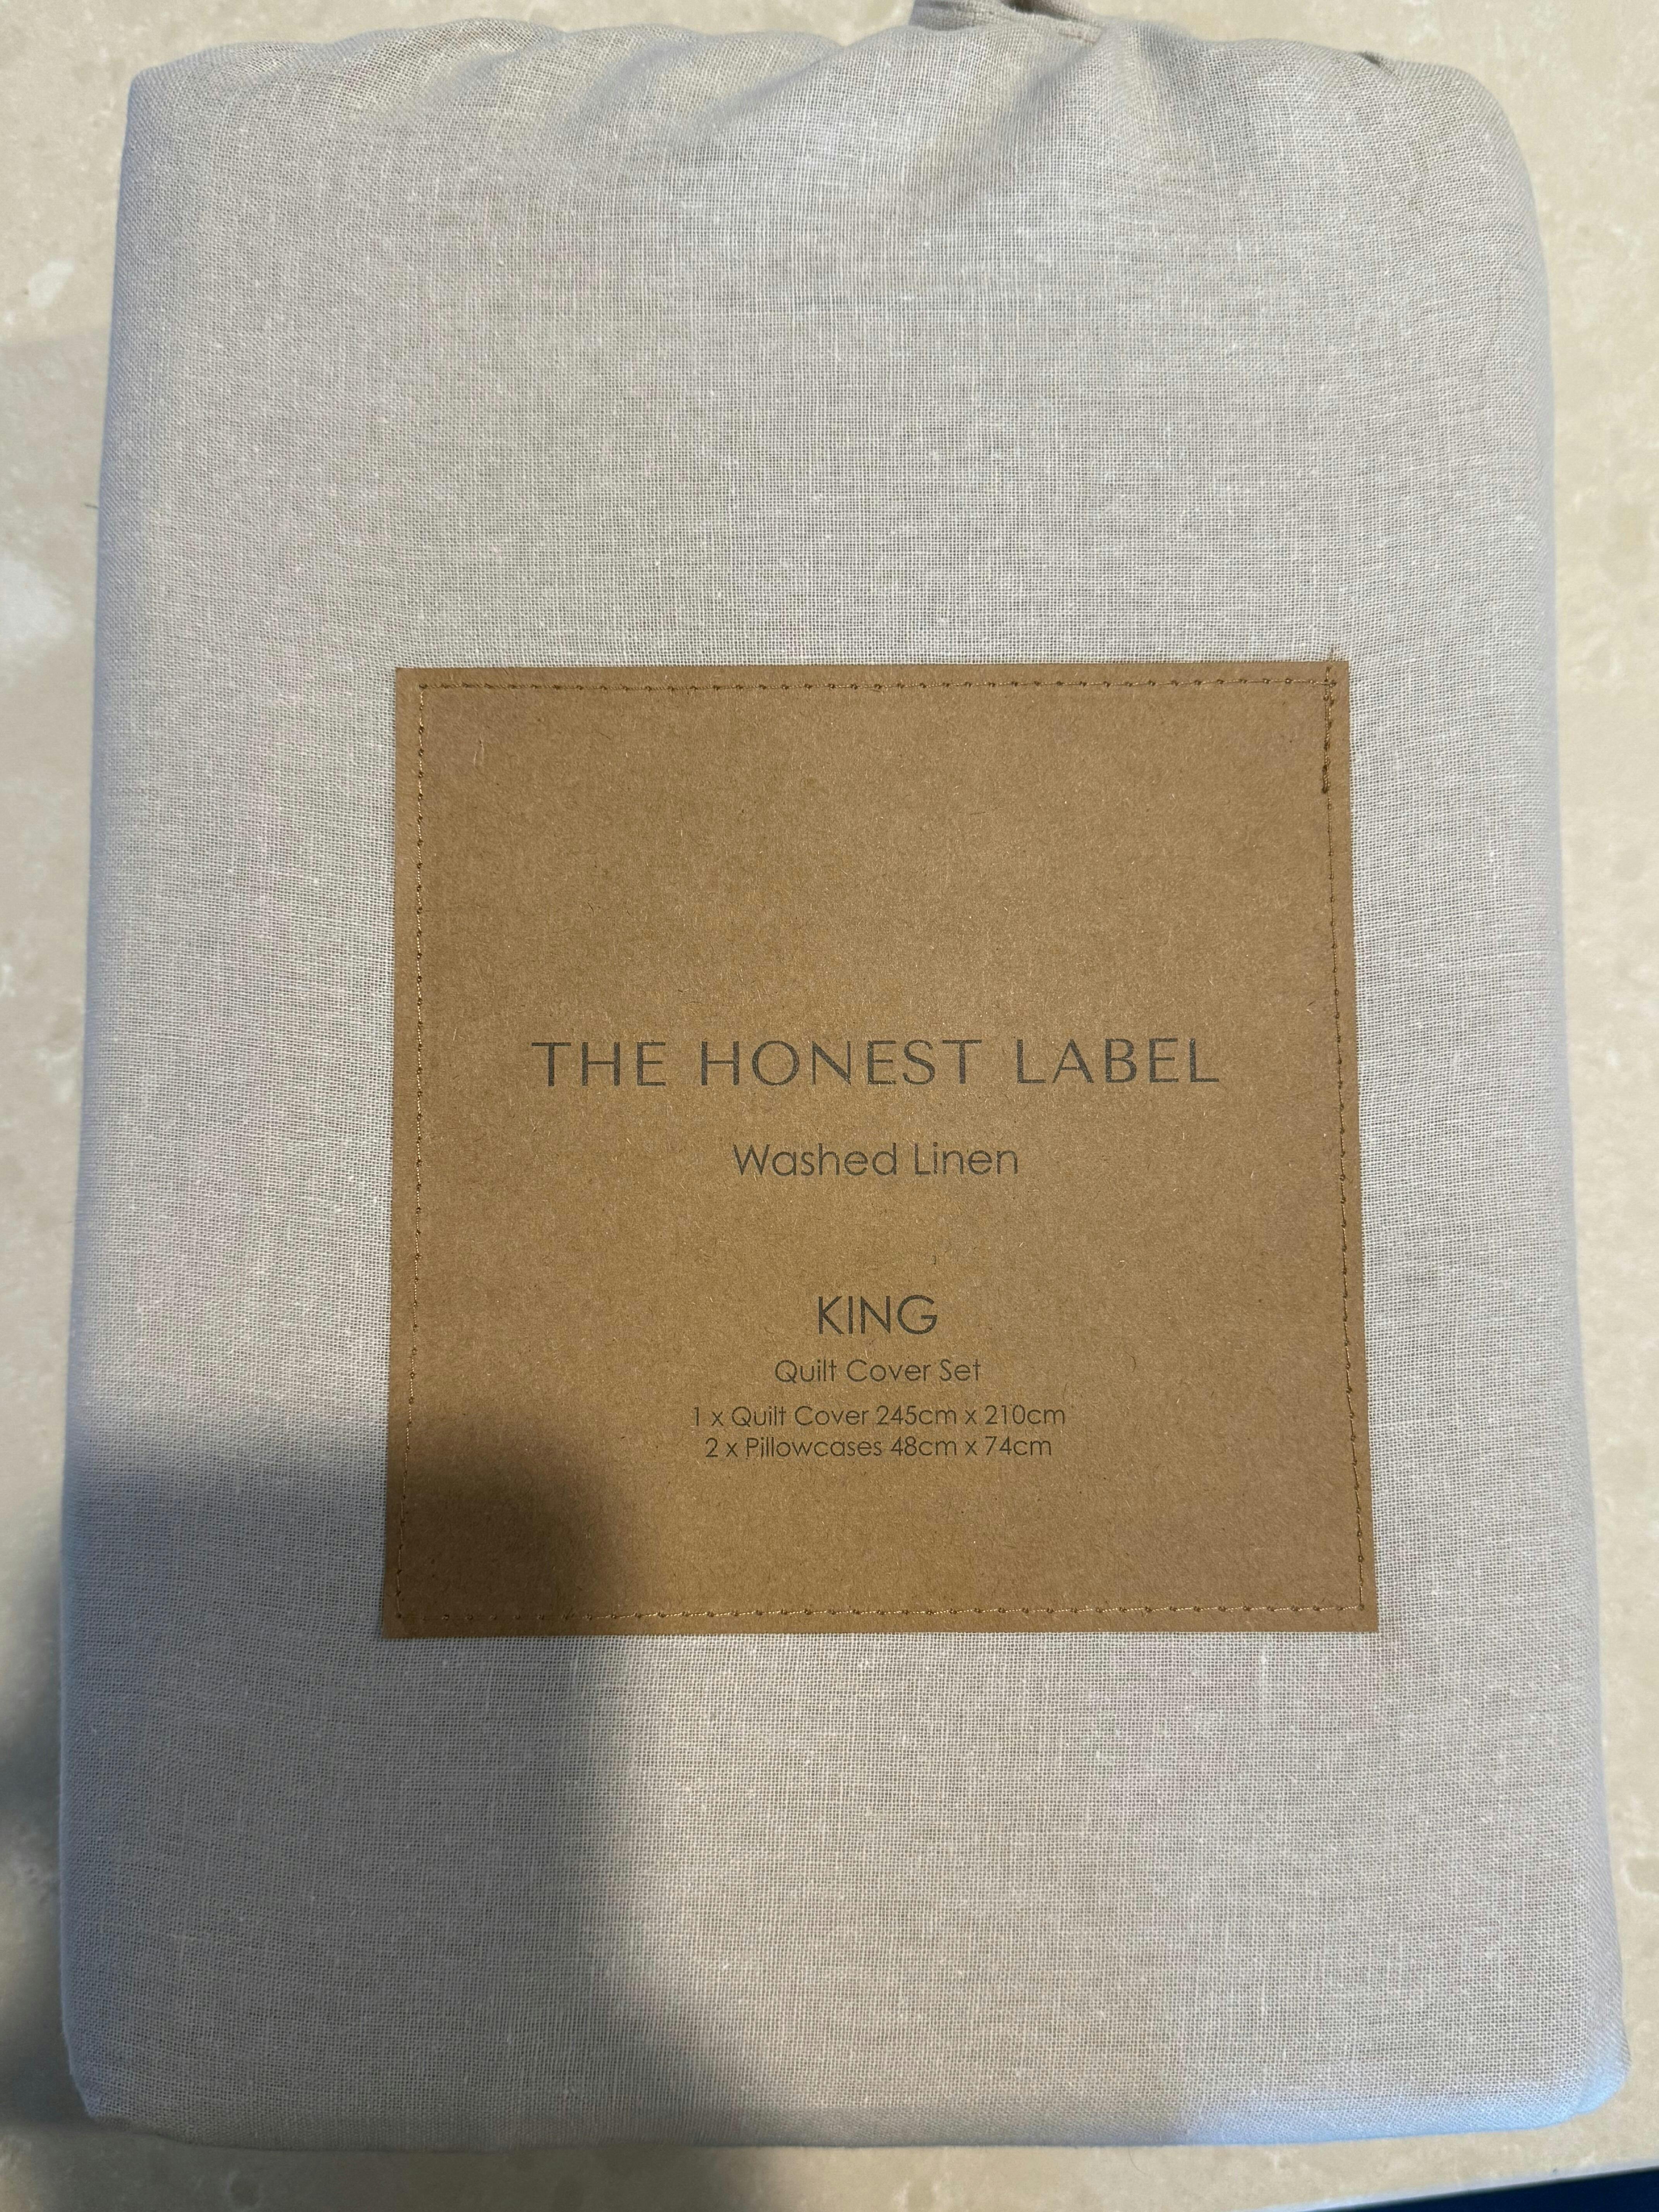 THE HONEST LABEL
Washed Linen
KING
Quilt Cover Set
1 x Quilt Cover 245cm x 210cm
2 x Pillowcases 48cm x 74cm